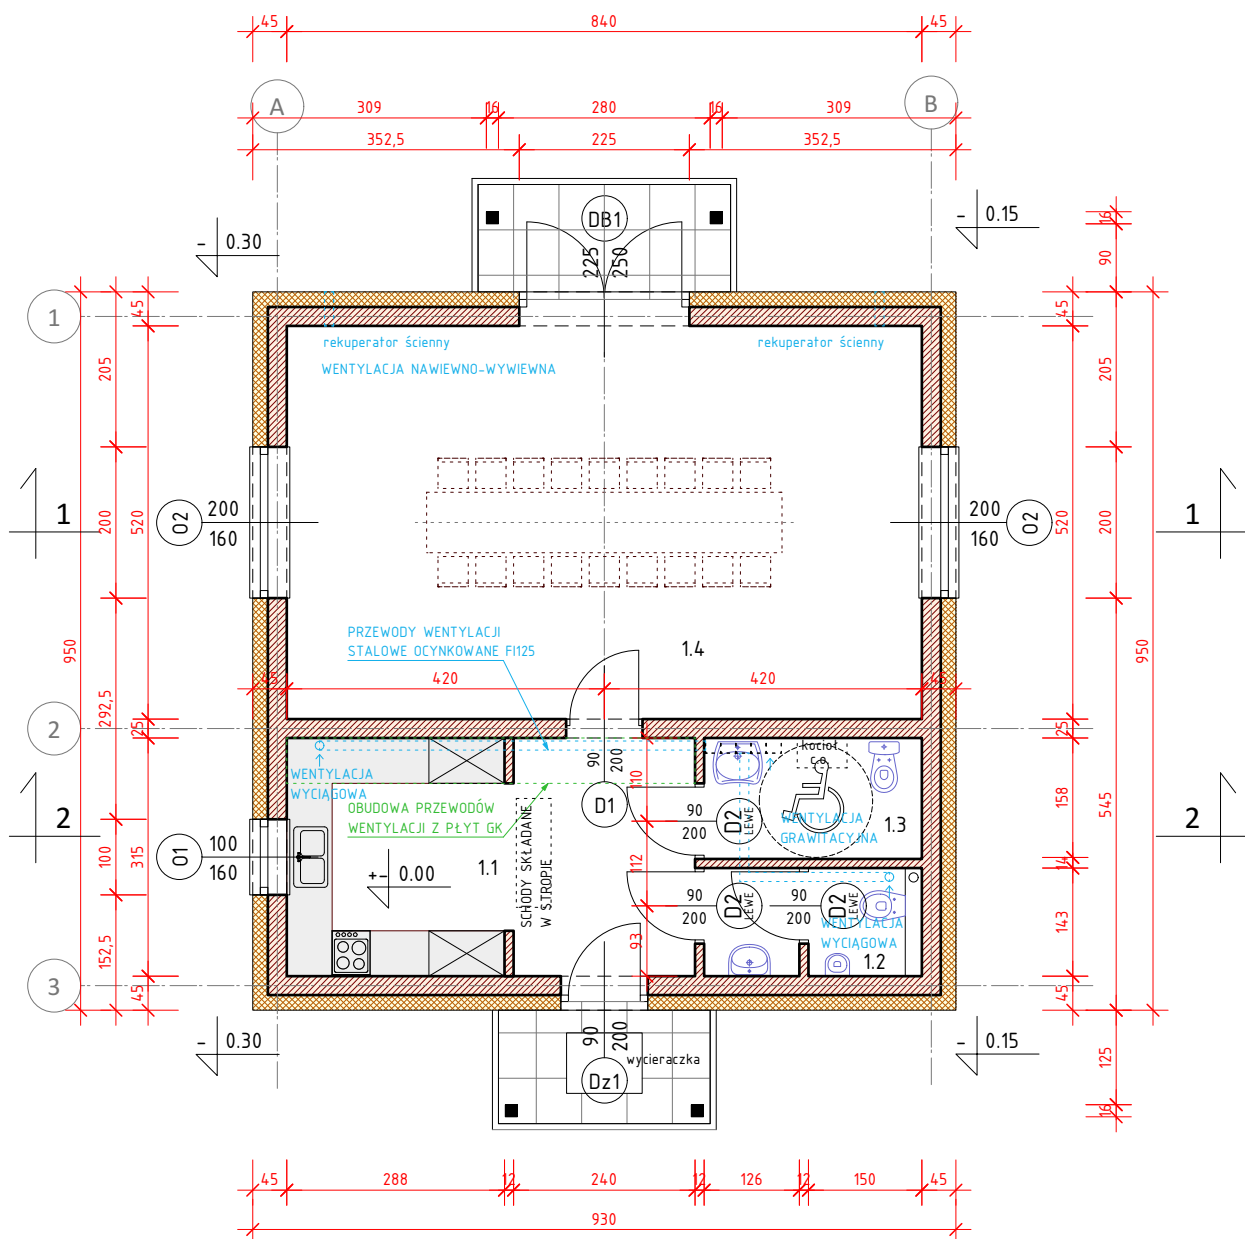 45 840 45
A B
309 16 280 16 309
352,5 225 352,5
DB1
225 250
- 0.30
- 0.15
16
90
1
45
205
rekuperator ścienny
rekuperator ścienny
WENTYLACJA NAWIEWNO-WYWIEWNA
45
205
1
O2
200
160
200
160
O2
1
200
520
520
200
950
950
PRZEWODY WENTYLACJI
STALOWE OCYNKOWANE FI125
1.4
45 420 420 45
292,5
2
25
25
WENTYLACJA
WYCIĄGOWA
90
200
D1
110
kocioł
c.o.
OBUDOWA PRZEWODÓW
WENTYLACJI Z PŁYT GK
90
200
D2
LEWE
WENTYLACJA
GRAWITACYJNA
1.3
158
545
2
2
O1
100
160
100
315
1.1
+- 0.00
SCHODY SKŁADANE
W STROPIE
112
14
90
200
D2
LEWE
90
200
D2
LEWE
WENTYLACJA
WYCIĄGOWA
1.2
93
143
152,5
3
45
45
- 0.30
- 0.15
90
200
wycieraczka
Dz1
125
16
45 288 12 240 12 126 12 150 45
930